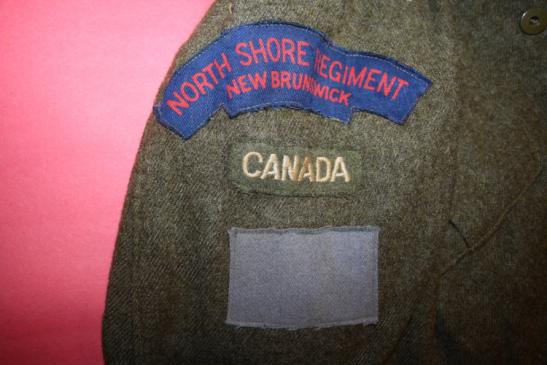 NORTH SHORE REGIMENT
NEW BRUNSWICK
CANADA